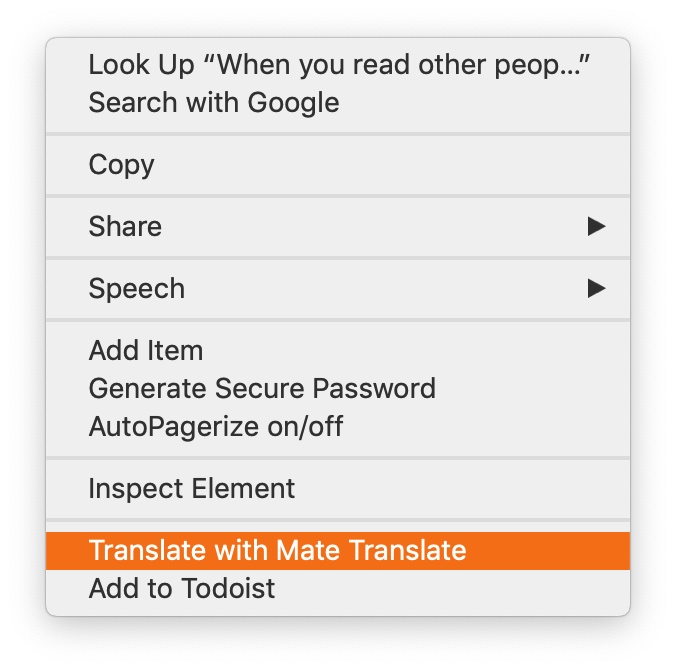 Look Up “When you read other peop...”
Search with Google
Copy
Share
Speech
Add Item
Generate Secure Password
AutoPagerize on/off
Inspect Element
Translate with Mate Translate
Add to Todoist